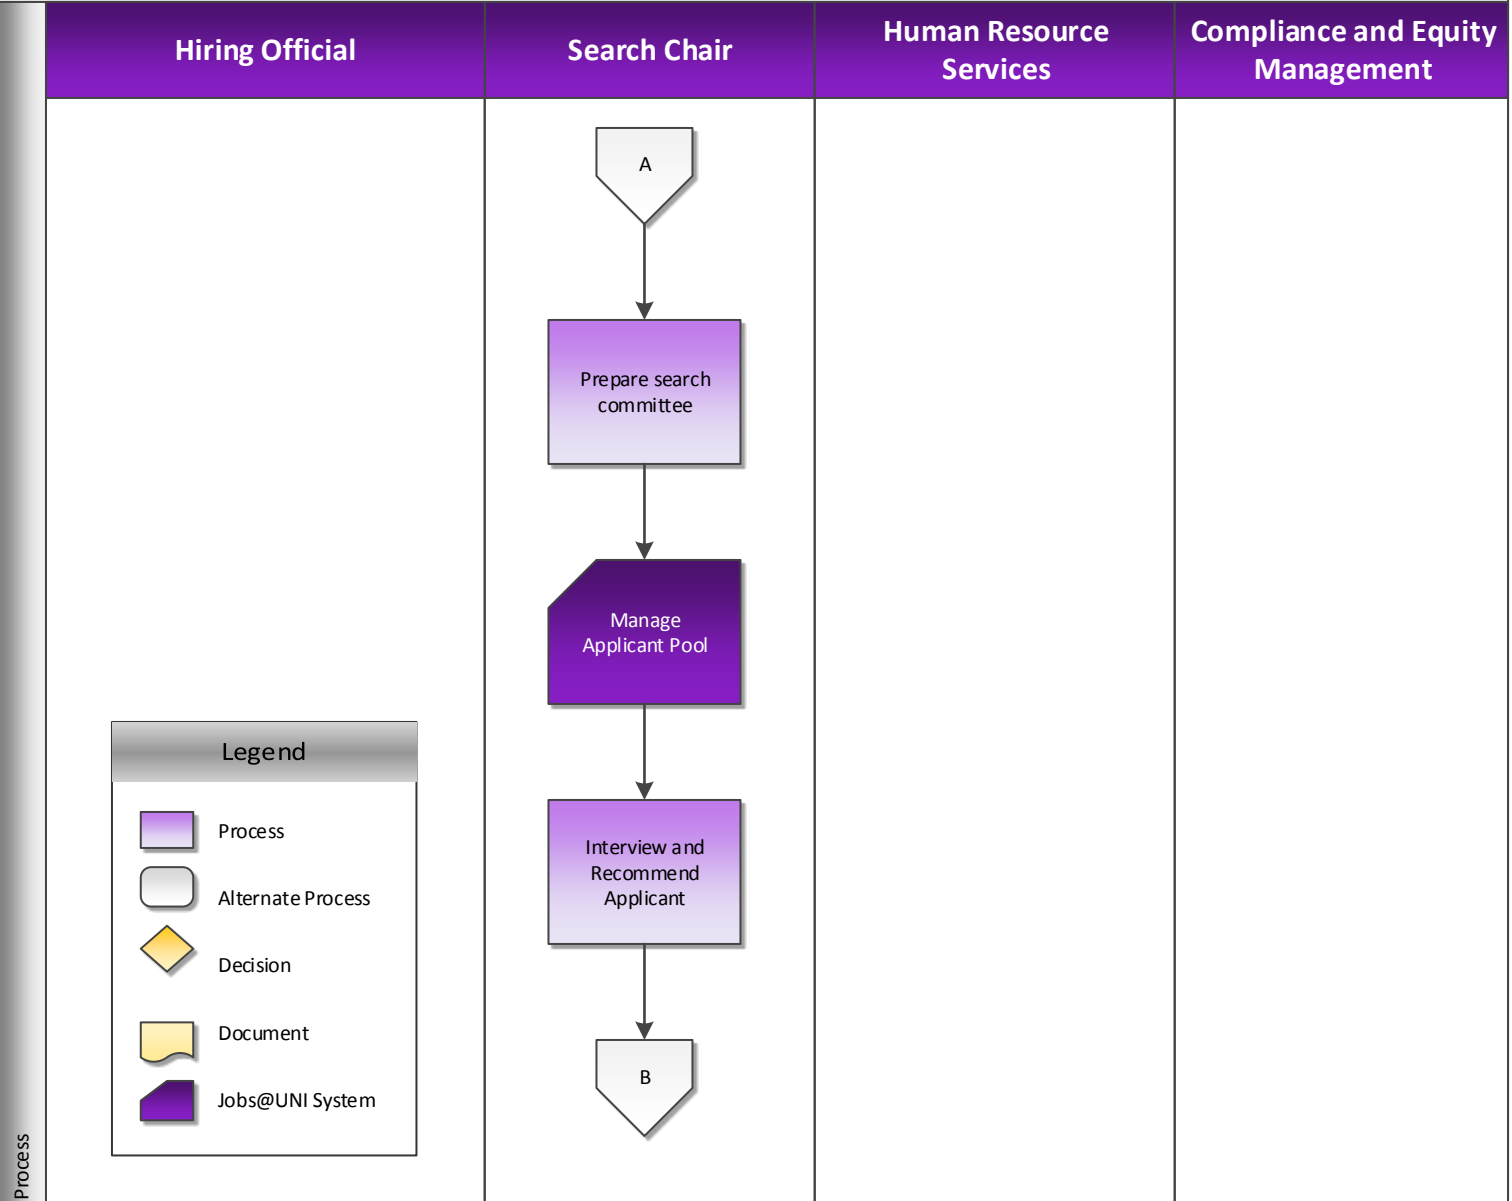 Hiring Official
Search Chair
Human Resource
Services
Compliance and Equity
Management
A
Prepare search
committee
Manage
Applicant Pool
Interview and
Recommend
Applicant
B
Legend
Process
Alternate Process
Decision
Document
Jobs@UNI System
Process